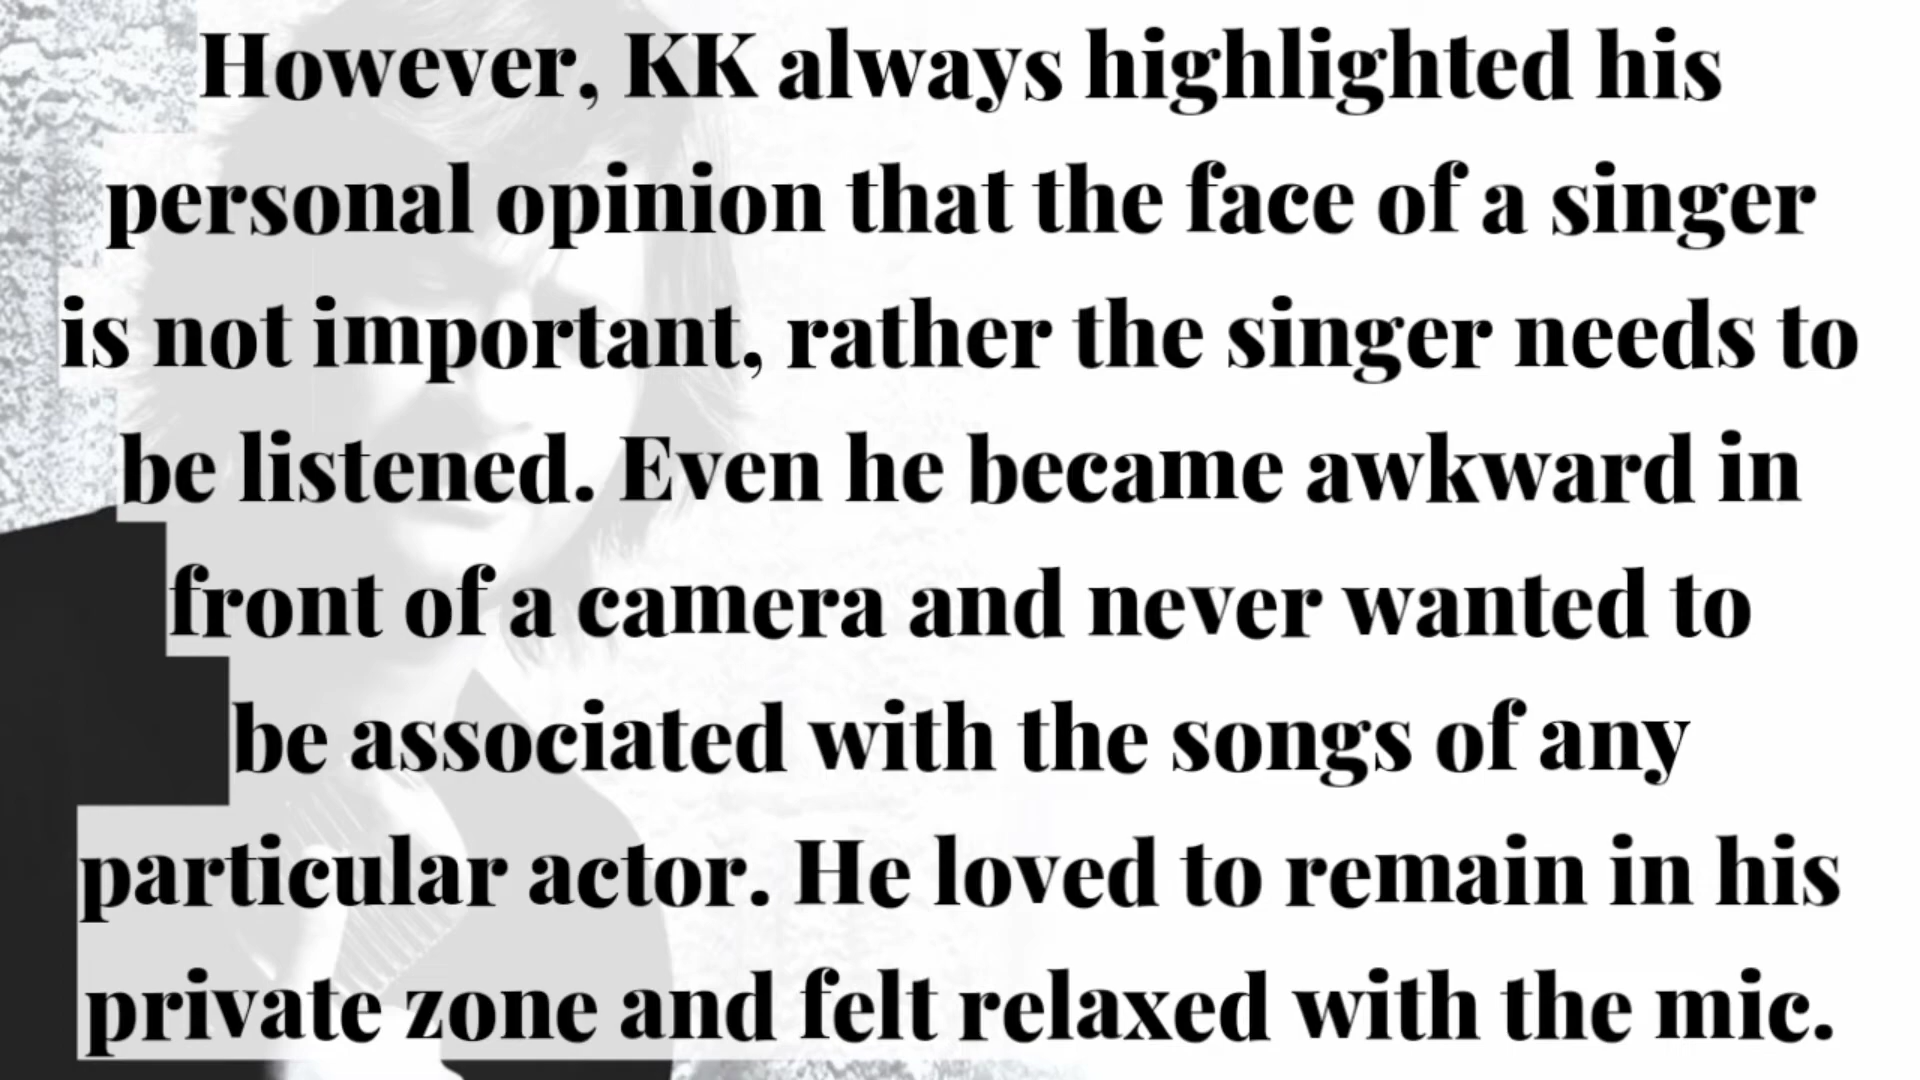 However, KK always highlighted his
personal opinion that the face of a singer
is not important, rather the singer needs to
be listened. Even he became awkward in
front of a camera and never wanted to
be associated with the songs of any
particular actor. He loved to remain in his
private zone and felt relaxed with the mic.